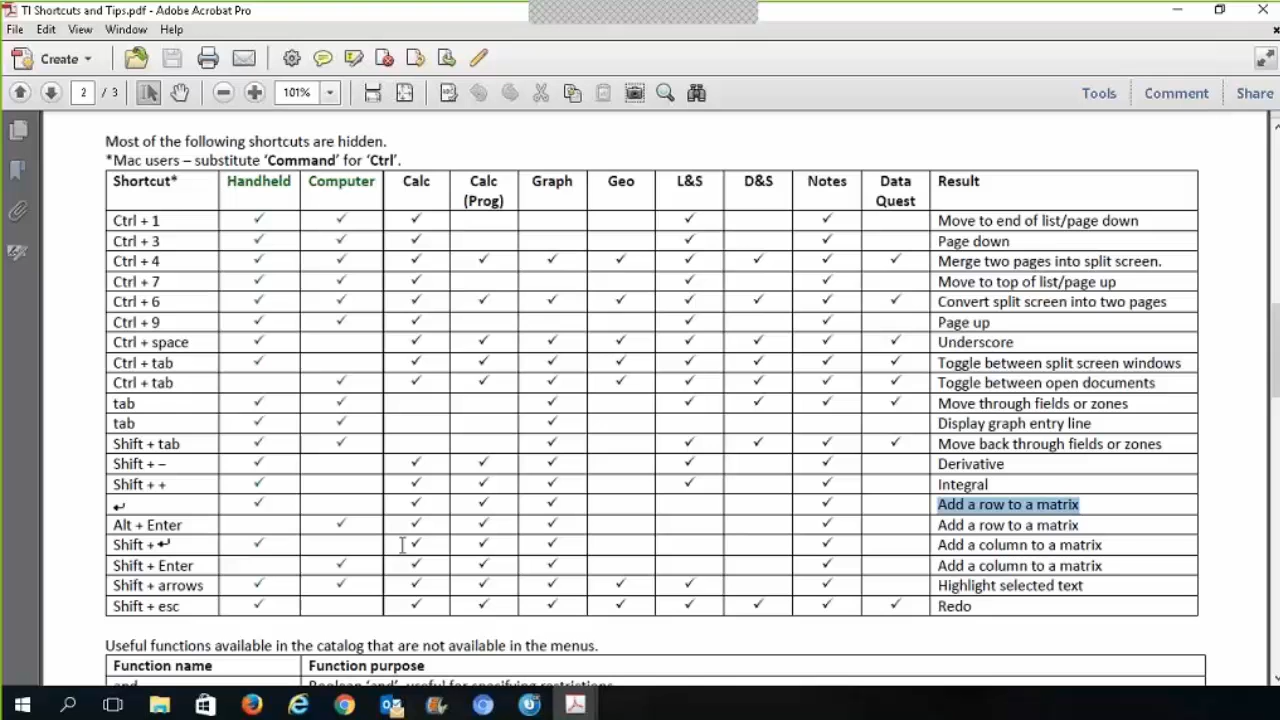 TI Shortcuts and Tips.pdf - Adobe Acrobat Pro
File Edit View Window Help
Create
2 / 3 101% Tools Comment Share
Most of the following shortcuts are hidden.
*Mac users – substitute 'Command' for 'Ctrl'.
Shortcut* Handheld Computer Calc Calc (Prog) Graph Geo L&S D&S Notes Data Quest Result
Ctrl + 1 ✓ ✓ ✓ ✓ ✓ Move to end of list/page down
Ctrl + 3 ✓ ✓ ✓ ✓ ✓ Page down
Ctrl + 4 ✓ ✓ ✓ ✓ ✓ ✓ ✓ ✓ ✓ ✓ Merge two pages into split screen.
Ctrl + 7 ✓ ✓ ✓ ✓ ✓ Move to top of list/page up
Ctrl + 6 ✓ ✓ ✓ ✓ ✓ ✓ ✓ ✓ ✓ ✓ Convert split screen into two pages
Ctrl + 9 ✓ ✓ ✓ ✓ ✓ Page up
Ctrl + space ✓ ✓ ✓ ✓ ✓ ✓ ✓ ✓ ✓ Underscore
Ctrl + tab ✓ ✓ ✓ ✓ ✓ ✓ ✓ ✓ ✓ Toggle between split screen windows
Ctrl + tab ✓ ✓ ✓ ✓ ✓ ✓ ✓ ✓ ✓ Toggle between open documents
tab ✓ ✓ ✓ ✓ ✓ ✓ ✓ Move through fields or zones
tab ✓ ✓ ✓ Display graph entry line
Shift + tab ✓ ✓ ✓ ✓ ✓ ✓ ✓ Move back through fields or zones
Shift + – ✓ ✓ ✓ ✓ ✓ ✓ Derivative
Shift + + ✓ ✓ ✓ ✓ ✓ ✓ Integral
↵ ✓ ✓ ✓ ✓ ✓ Add a row to a matrix
Alt + Enter ✓ ✓ ✓ ✓ ✓ Add a row to a matrix
Shift + ↵ ✓ ✓ ✓ ✓ ✓ Add a column to a matrix
Shift + Enter ✓ ✓ ✓ ✓ ✓ Add a column to a matrix
Shift + arrows ✓ ✓ ✓ ✓ ✓ ✓ ✓ ✓ Highlight selected text
Shift + esc ✓ ✓ ✓ ✓ ✓ ✓ ✓ ✓ ✓ Redo
Useful functions available in the catalog that are not available in the menus.
Function name Function purpose
and Boolean 'and', useful for specifying restrictions